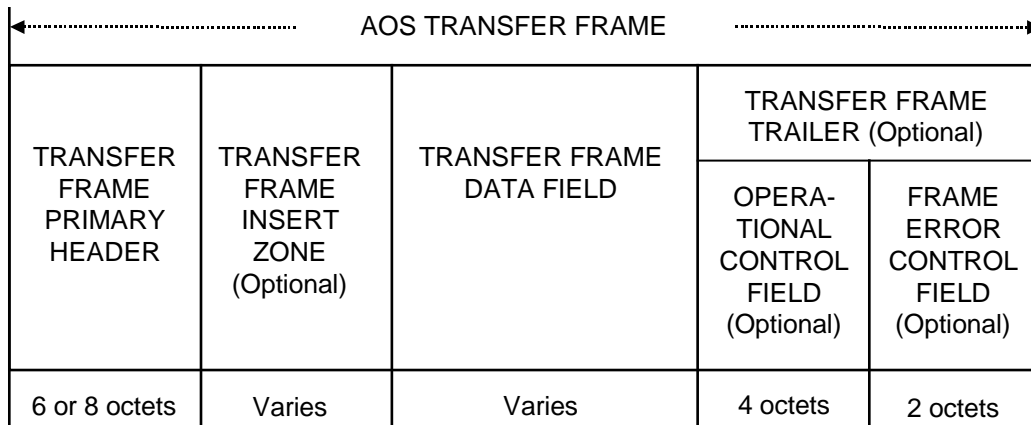 AOS TRANSFER FRAME
TRANSFER
FRAME
PRIMARY
HEADER
TRANSFER
FRAME
INSERT
ZONE
(Optional)
TRANSFER FRAME
DATA FIELD
TRANSFER FRAME
TRAILER (Optional)
OPERA-
TIONAL
CONTROL
FIELD
(Optional)
FRAME
ERROR
CONTROL
FIELD
(Optional)
6 or 8 octets
Varies
Varies
4 octets
2 octets